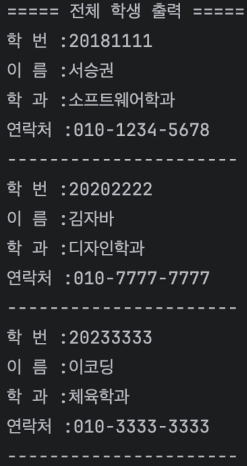 ===== 전체 학생 출력 =====
학 번 :20181111
이 름 :서승권
학 과 :소프트웨어학과
연락처 :010-1234-5678
----------------------
학 번 :20202222
이 름 :김자바
학 과 :디자인학과
연락처 :010-7777-7777
----------------------
학 번 :20233333
이 름 :이코딩
학 과 :체육학과
연락처 :010-3333-3333
----------------------